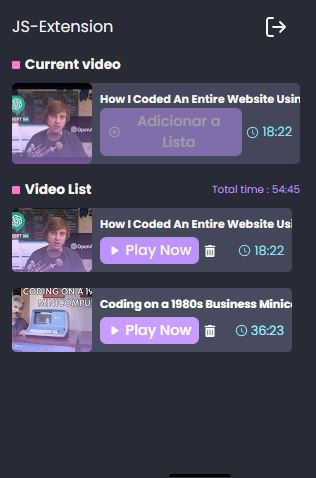 JS-Extension
Current video
How I Coded An Entire Website Usin
Adicionar a
Lista
18:22
Video List
Total time : 54:45
How I Coded An Entire Website Usi
Play Now
18:22
CODING ON A 19
MINICOMPU
Coding on a 1980s Business Minico
Play Now
36:23